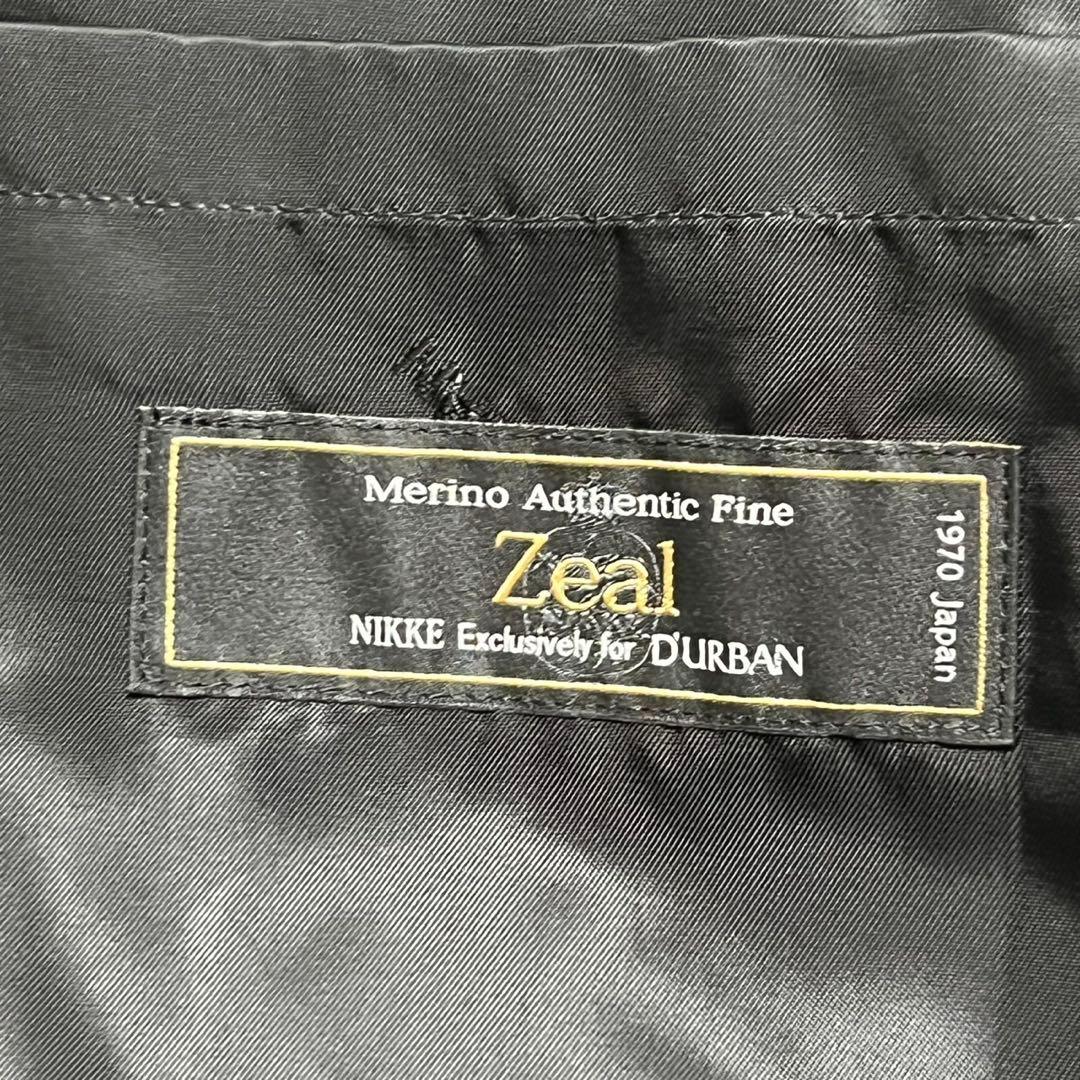 Merino Authentic Fine
Zeal
NIKKE Exclusively for D'URBAN
1970 Japan